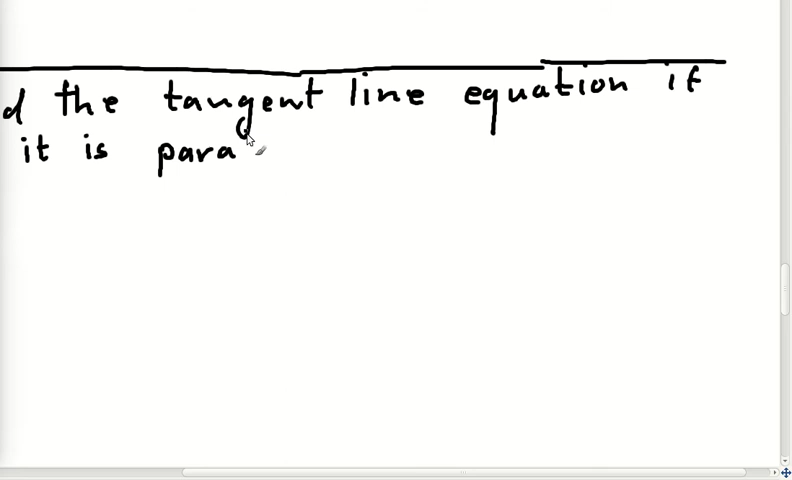 d the tangent line equation if
it is para